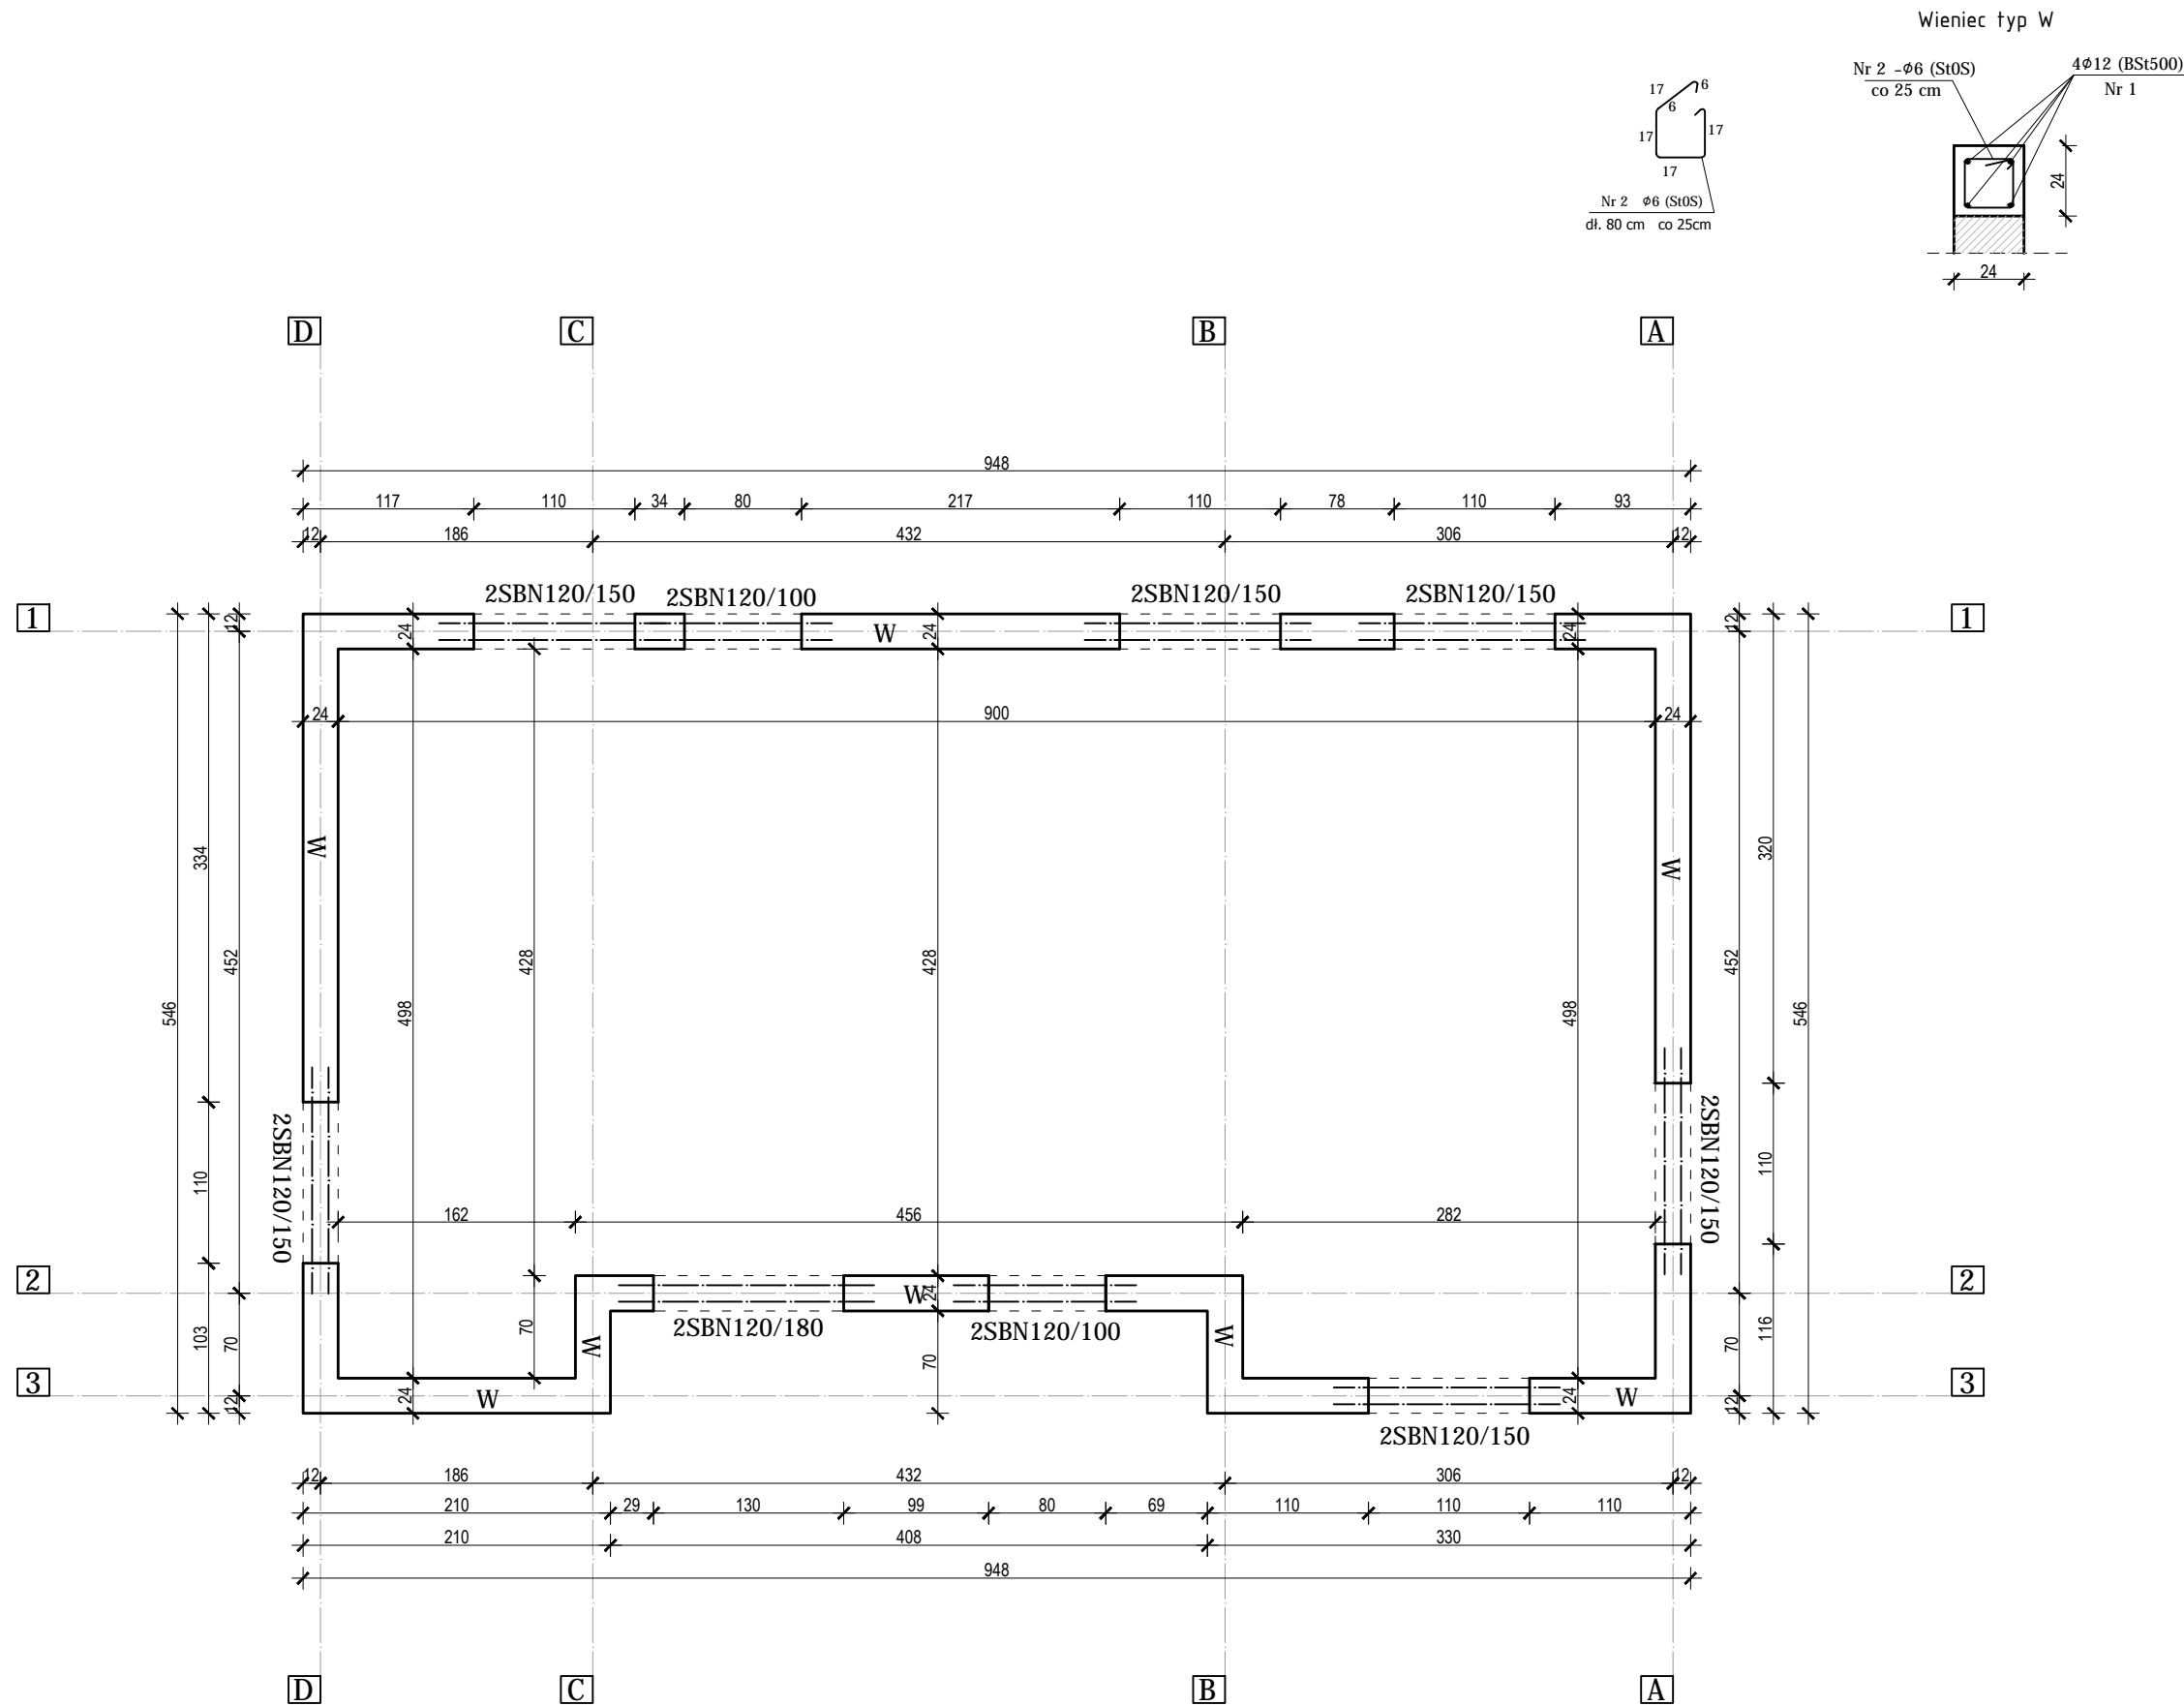 Wieniec typ W
Nr 2 -ϕ6 (St0S)
co 25 cm
4ϕ12 (BSt500)
Nr 1
24
24
17
6
6
17
17
17
Nr 2 ϕ6 (St0S)
dł. 80 cm co 25cm
D
C
B
A
948
117
110
34
80
217
110
78
110
93
12
186
432
306
12
2SBN120/150
2SBN120/100
2SBN120/150
2SBN120/150
1
1
12
24
W
24
24
12
24
900
24
W
W
334
320
452
428
428
452
546
498
498
546
2SBN120/150
2SBN120/150
110
110
162
456
282
2
2
W
24
2SBN120/180
2SBN120/100
103
70
70
W
70
W
70
116
3
3
12
24
W
24
W
12
2SBN120/150
12
186
432
306
12
210
29
130
99
80
69
110
110
110
210
408
330
948
D
C
B
A